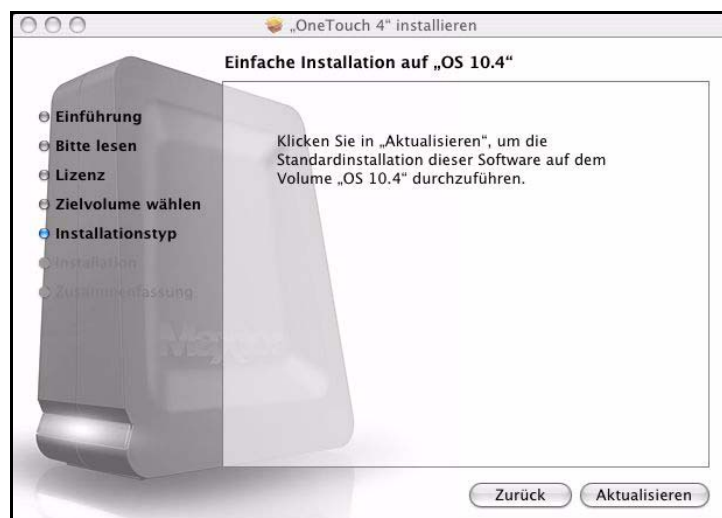 „OneTouch 4“ installieren
Einfache Installation auf „OS 10.4“
Einführung
Bitte lesen
Lizenz
Zielvolume wählen
Installationstyp
Installation
Zusammenfassung
Klicken Sie in „Aktualisieren“, um die
Standardinstallation dieser Software auf dem
Volume „OS 10.4“ durchzuführen.
Maxtor
Zurück
Aktualisieren